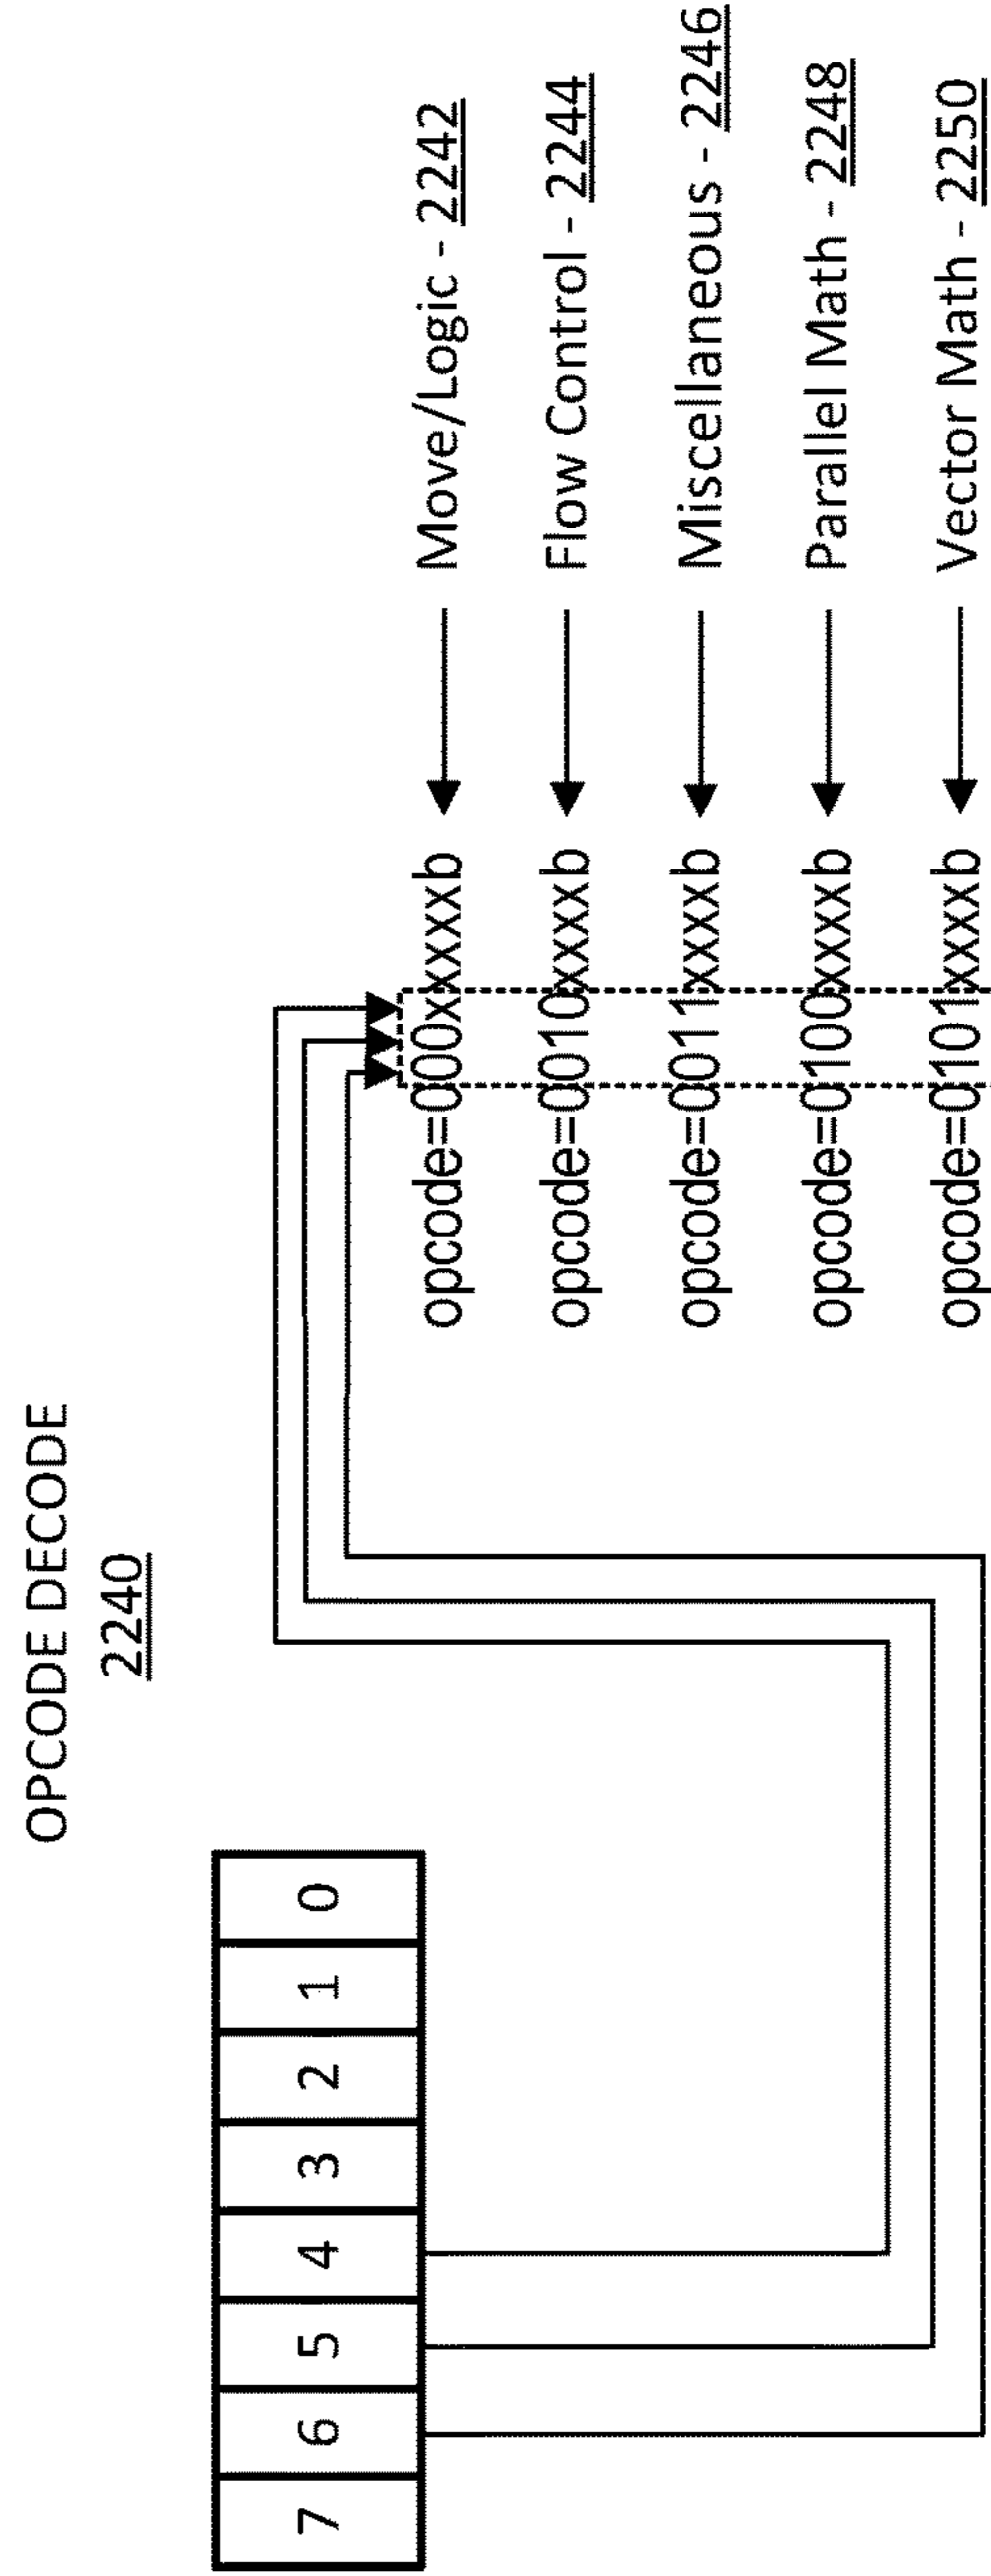 OPCODE DECODE
2240
7 6 5 4 3 2 1 0
opcode=000xxxxxb Move/Logic - 2242
opcode=0010xxxxb Flow Control - 2244
opcode=0011xxxxb Miscellaneous - 2246
opcode=0100xxxxb Parallel Math - 2248
opcode=0101xxxxb Vector Math - 2250